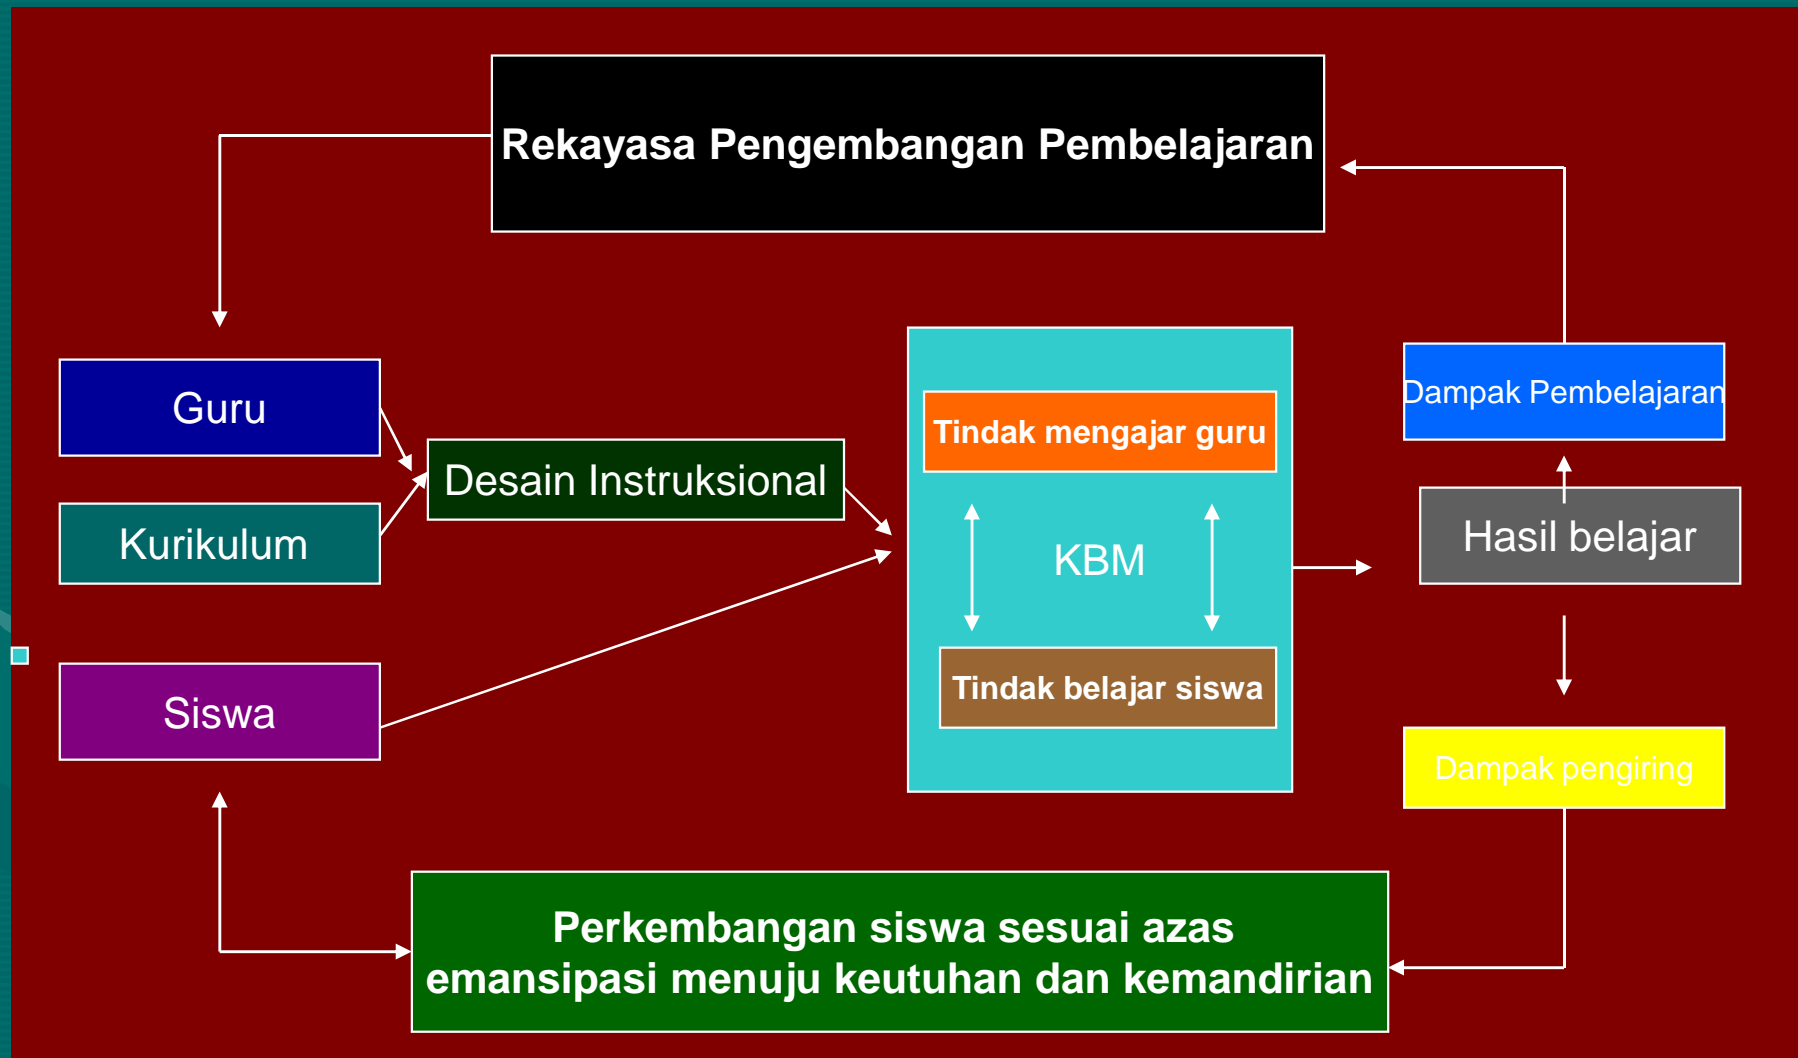 Rekayasa Pengembangan Pembelajaran
Guru
Kurikulum
Siswa
Desain Instruksional
Tindak mengajar guru
KBM
Tindak belajar siswa
Dampak Pembelajaran
Hasil belajar
Dampak pengiring
Perkembangan siswa sesuai azas
emansipasi menuju keutuhan dan kemandirian